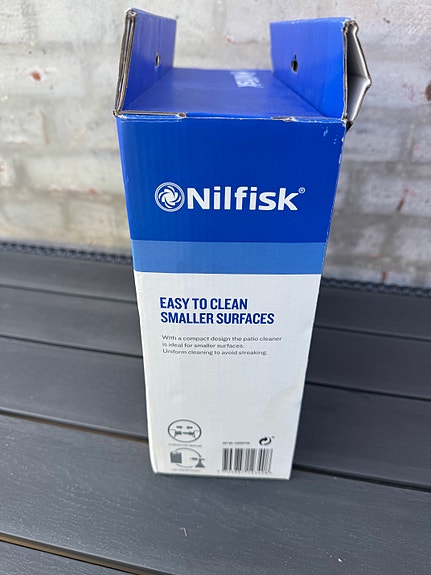 Nilfisk®
EASY TO CLEAN
SMALLER SURFACES
With a compact design the patio cleaner
is ideal for smaller surfaces.
Uniform cleaning to avoid streaking.